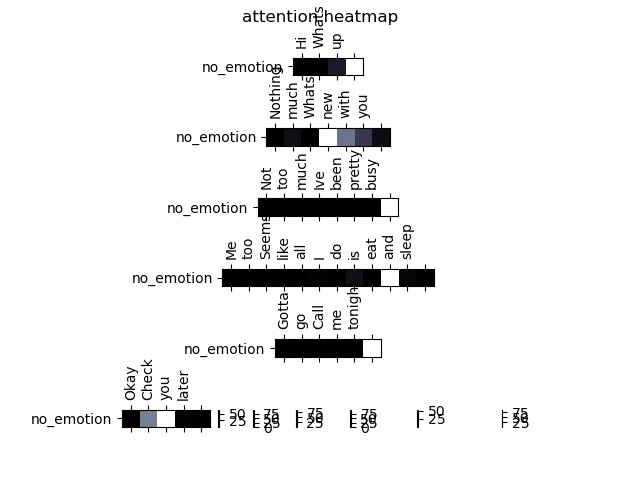 attention heatmap
Hi Whats up
no_emotion
Nothing much Whats new with you
no_emotion
Not too much Ive been pretty busy
no_emotion
Me too Seems like all I do is eat and sleep
no_emotion
Gotta go Call me tonight
no_emotion
Okay Check you later
no_emotion
50 75 75 75 50 75
25 50 50 50 25 50
25 25 25 25
0 0